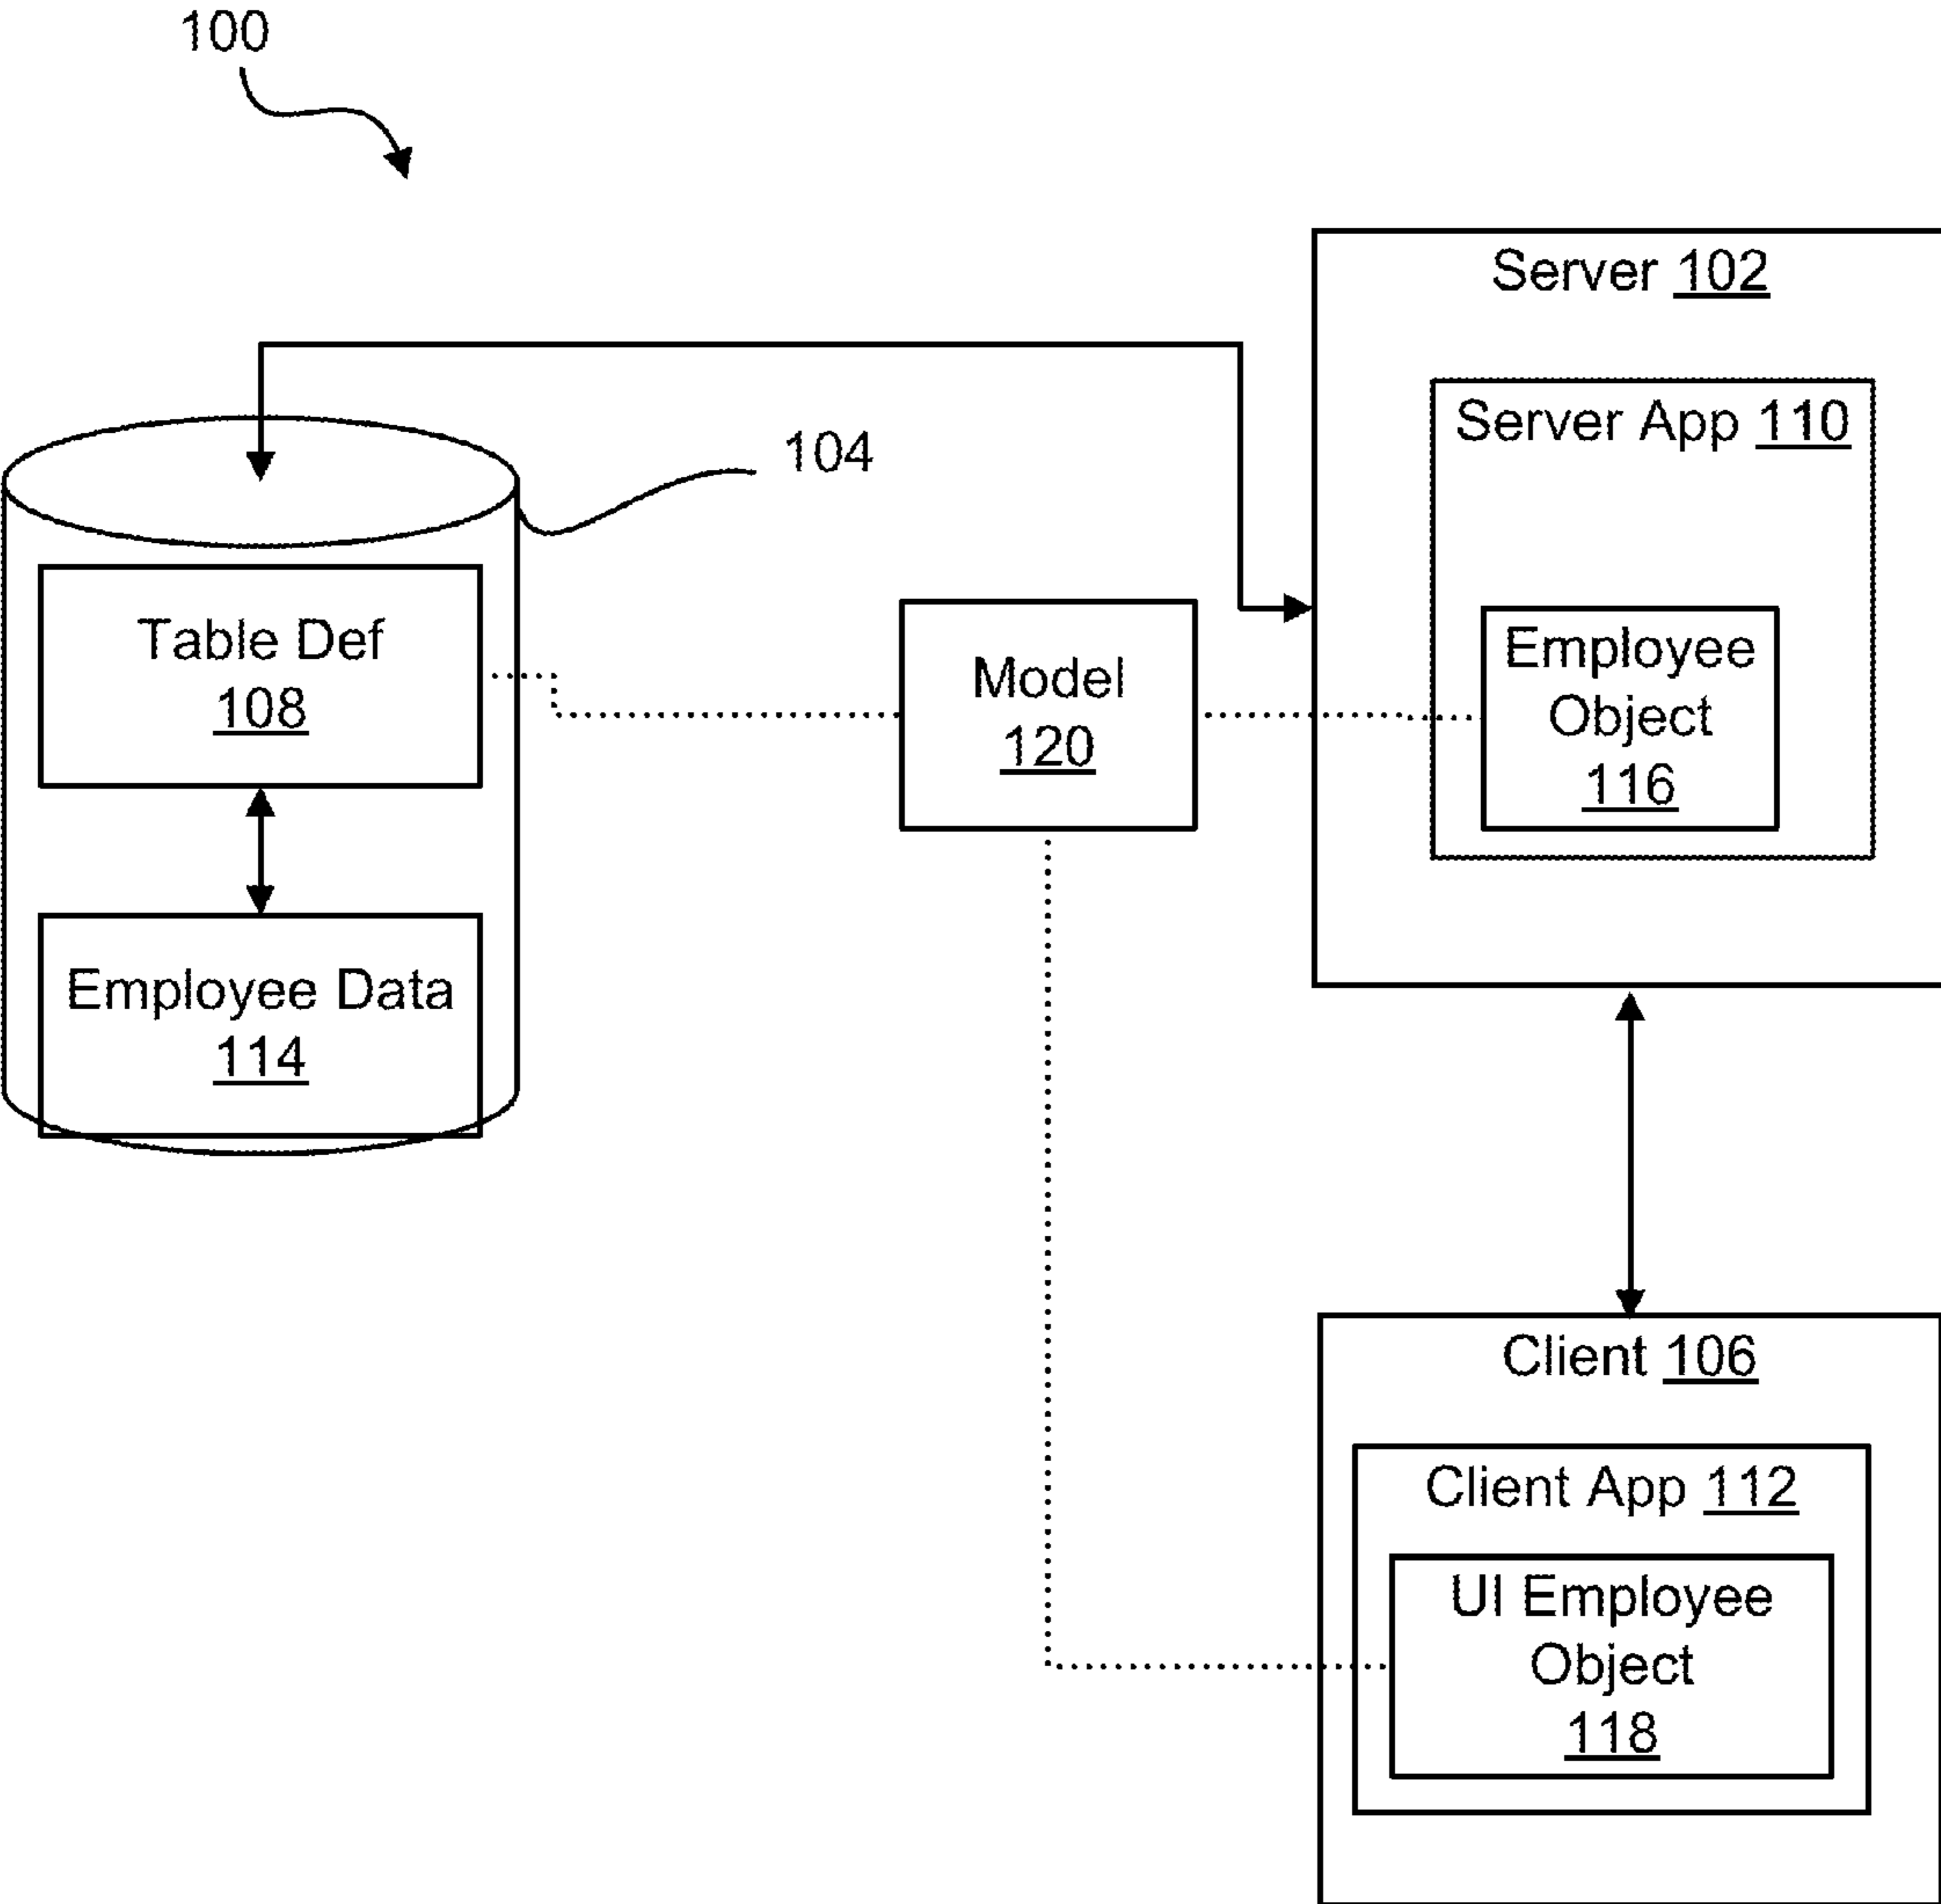 100
Server 102
Server App 110
104
Table Def
108
Model
120
Employee
Object
116
Employee Data
114
Client 106
Client App 112
UI Employee
Object
118